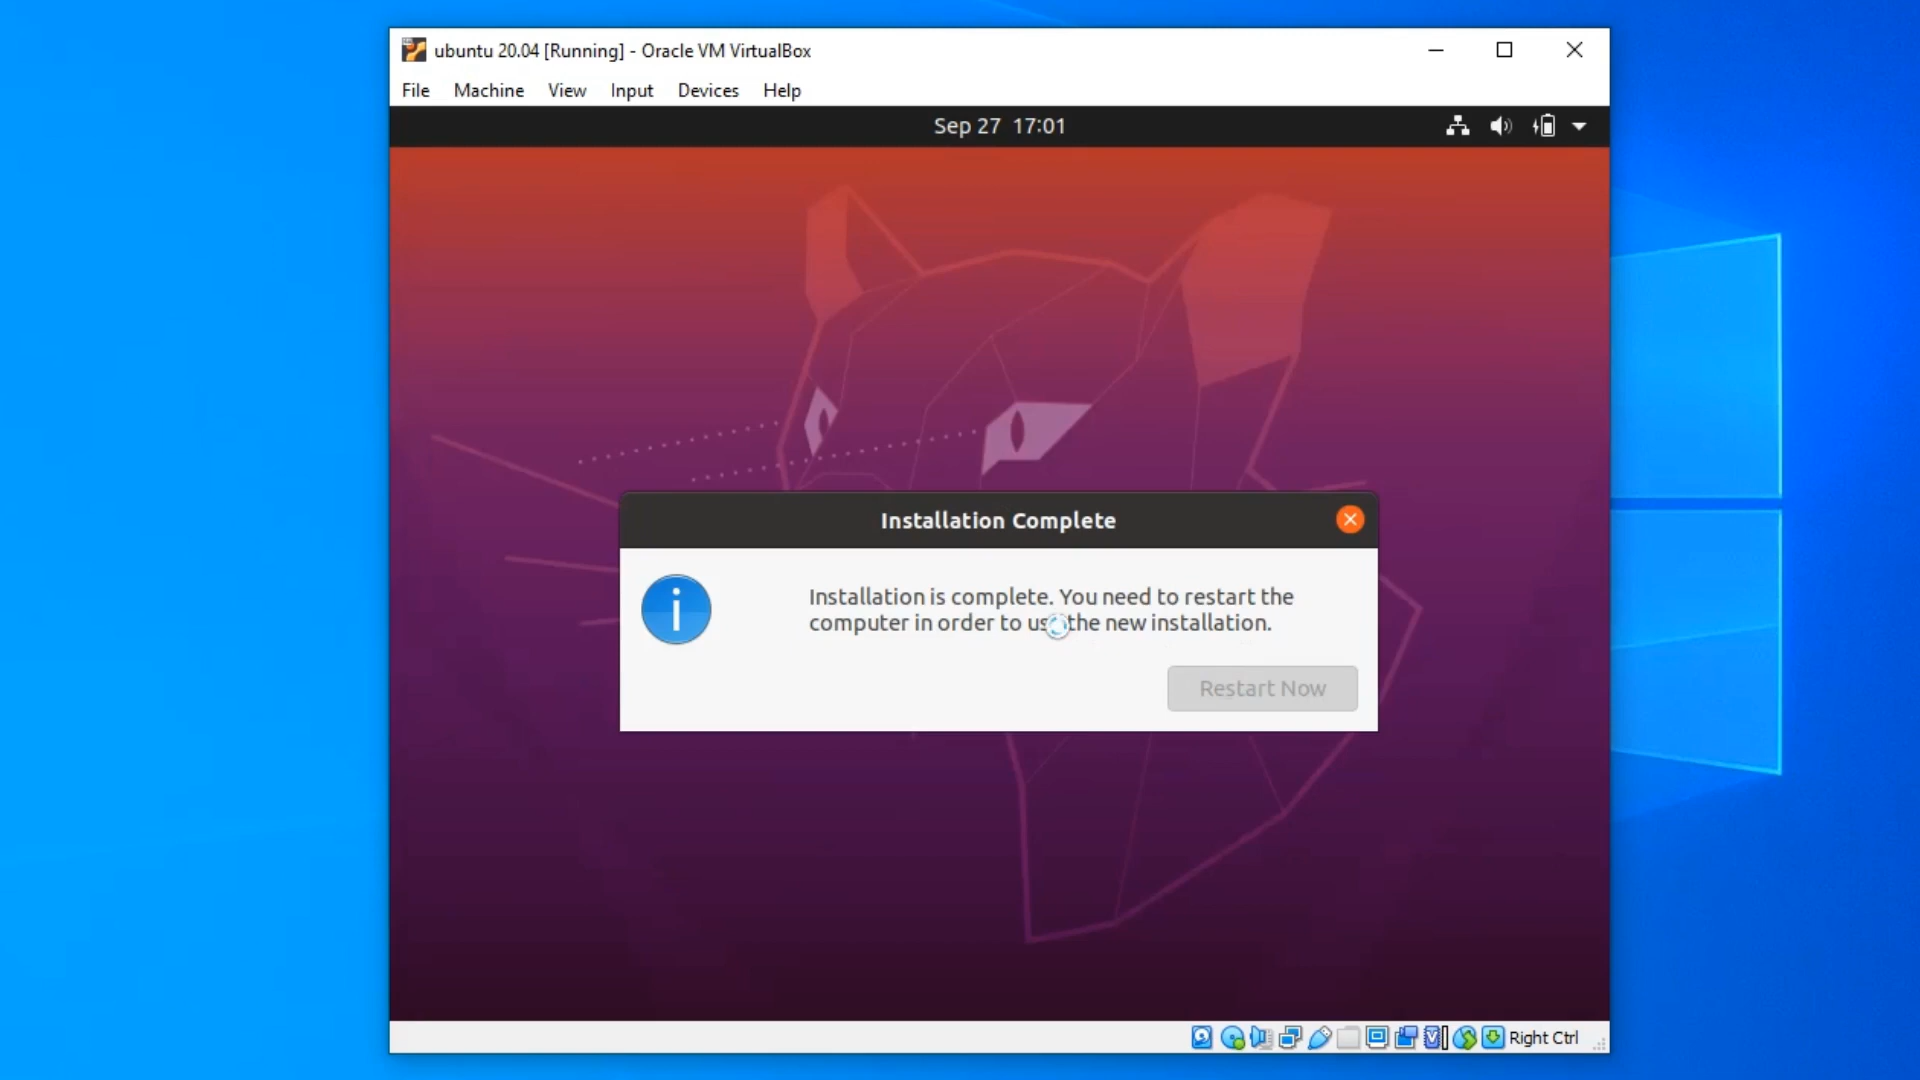 ubuntu 20.04 [Running] - Oracle VM VirtualBox
File Machine View Input Devices Help
Sep 27 17:01
Installation Complete
Installation is complete. You need to restart the
computer in order to us the new installation.
Restart Now
Right Ctrl